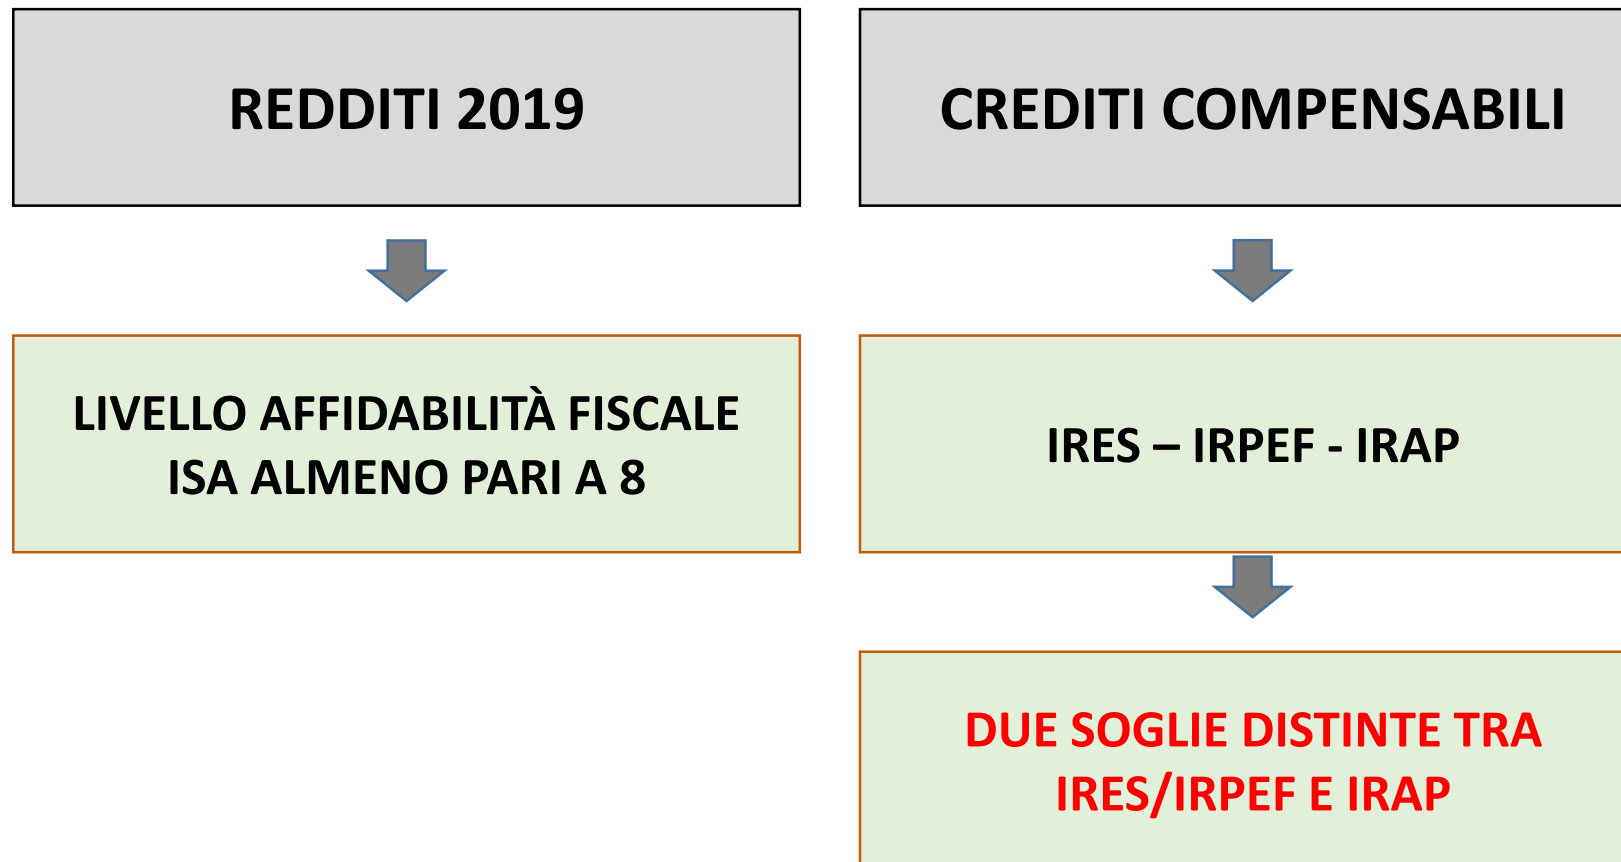 REDDITI 2019
LIVELLO AFFIDABILITÀ FISCALE
ISA ALMENO PARI A 8
CREDITI COMPENSABILI
IRES – IRPEF - IRAP
DUE SOGLIE DISTINTE TRA
IRES/IRPEF E IRAP